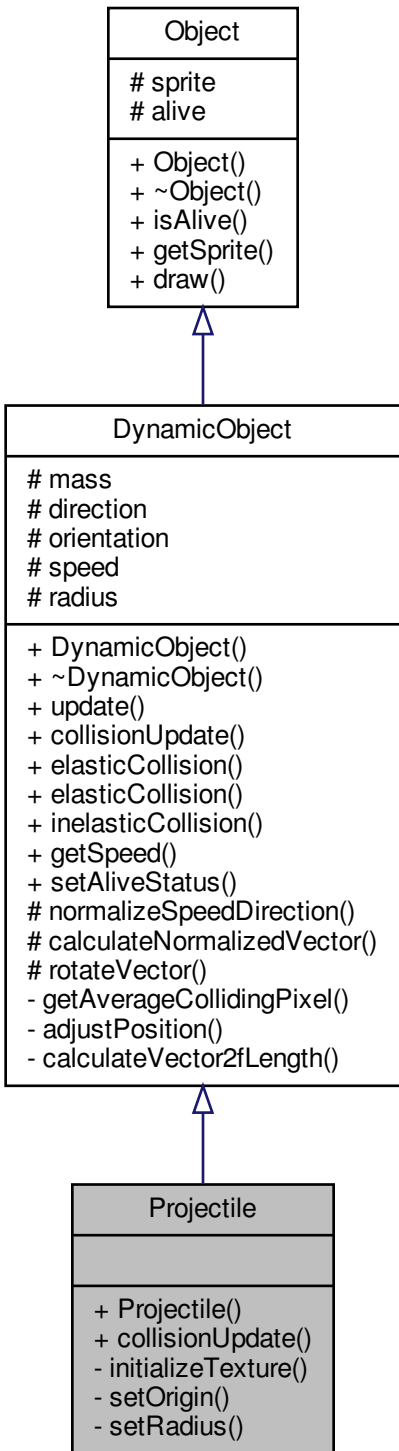 Object
# sprite
# alive
+ Object()
+ ~Object()
+ isAlive()
+ getSprite()
+ draw()
DynamicObject
# mass
# direction
# orientation
# speed
# radius
+ DynamicObject()
+ ~DynamicObject()
+ update()
+ collisionUpdate()
+ elasticCollision()
+ elasticCollision()
+ inelasticCollision()
+ getSpeed()
+ setAliveStatus()
# normalizeSpeedDirection()
# calculateNormalizedVector()
# rotateVector()
- getAverageCollidingPixel()
- adjustPosition()
- calculateVector2fLength()
Projectile
+ Projectile()
+ collisionUpdate()
- initializeTexture()
- setOrigin()
- setRadius()